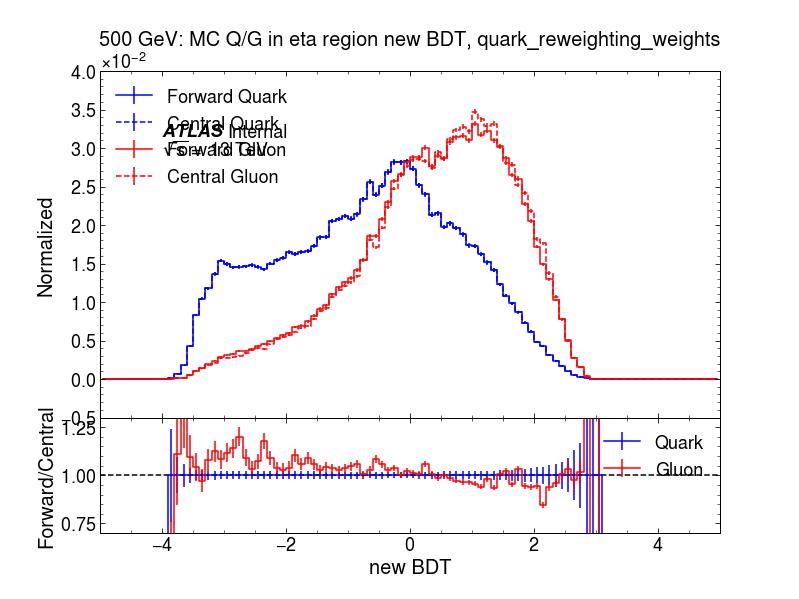 500 GeV: MC Q/G in eta region new BDT, quark_reweighting_weights
×10⁻²
4.0
3.5
3.0
2.5
2.0
1.5
1.0
0.5
0.0
−0.5
Normalized
Forward Quark
Central Quark
ATLAS Internal
Forward Gluon
√s = 13 TeV
Central Gluon
1.25
1.00
0.75
Forward/Central
Quark
Gluon
−4 −2 0 2 4
new BDT